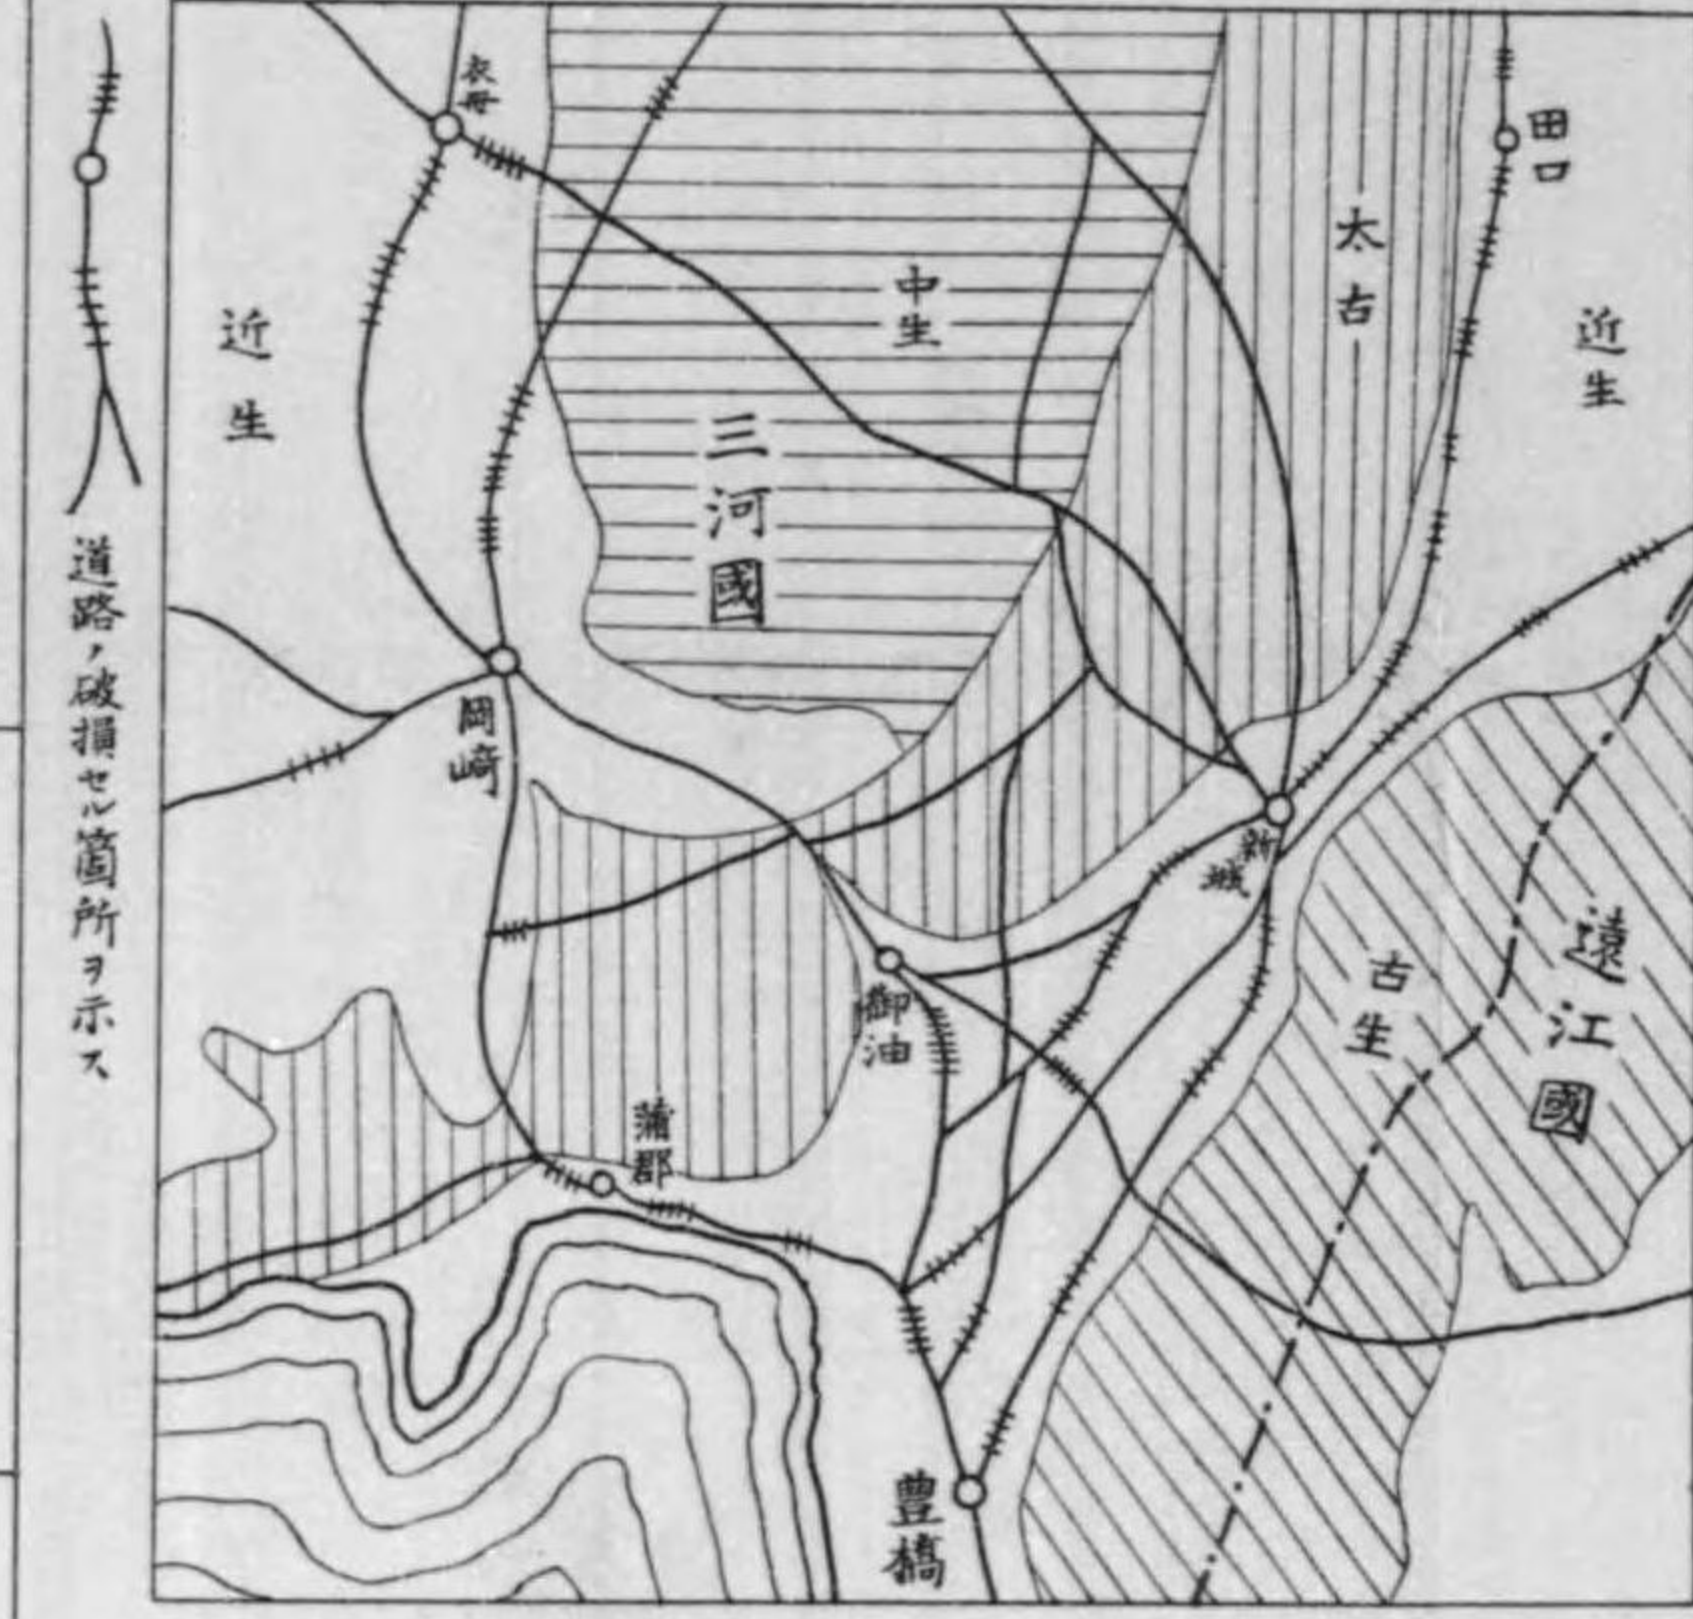 道路ノ破損セル箇所ヲ示ス
衣母
田口
近生
中生
太古
近生
三河國
岡崎
新城
御油
蒲郡
古生
遠江國
豊橋